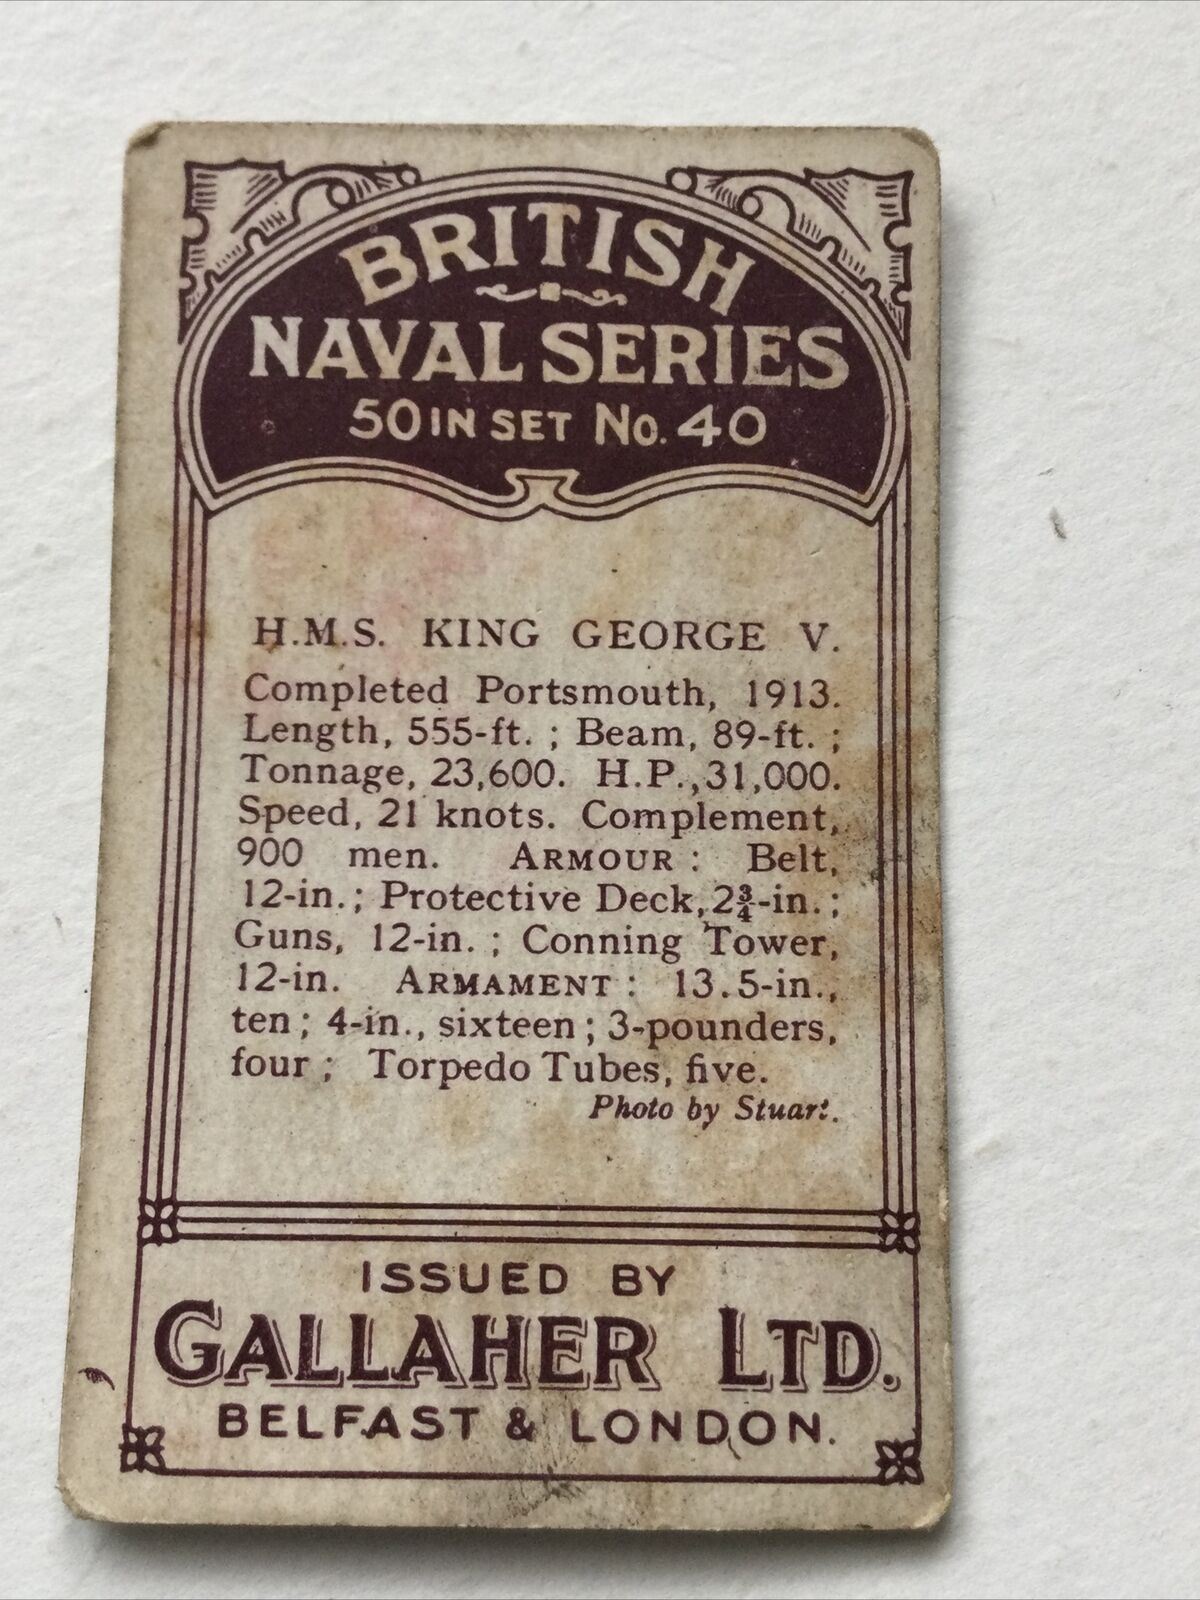 BRITISH
NAVAL SERIES
50 IN SET No. 40
H.M.S. KING GEORGE V.
Completed Portsmouth, 1913.
Length, 555-ft. ; Beam, 89-ft. ;
Tonnage, 23,600. H.P., 31,000.
Speed, 21 knots. Complement,
900 men. ARMOUR : Belt,
12-in. ; Protective Deck, 2¾-in. ;
Guns, 12-in. ; Conning Tower,
12-in. ARMAMENT : 13.5-in.,
ten ; 4-in., sixteen ; 3-pounders,
four ; Torpedo Tubes, five.
Photo by Stuart.
ISSUED BY
GALLAHER LTD.
BELFAST & LONDON.